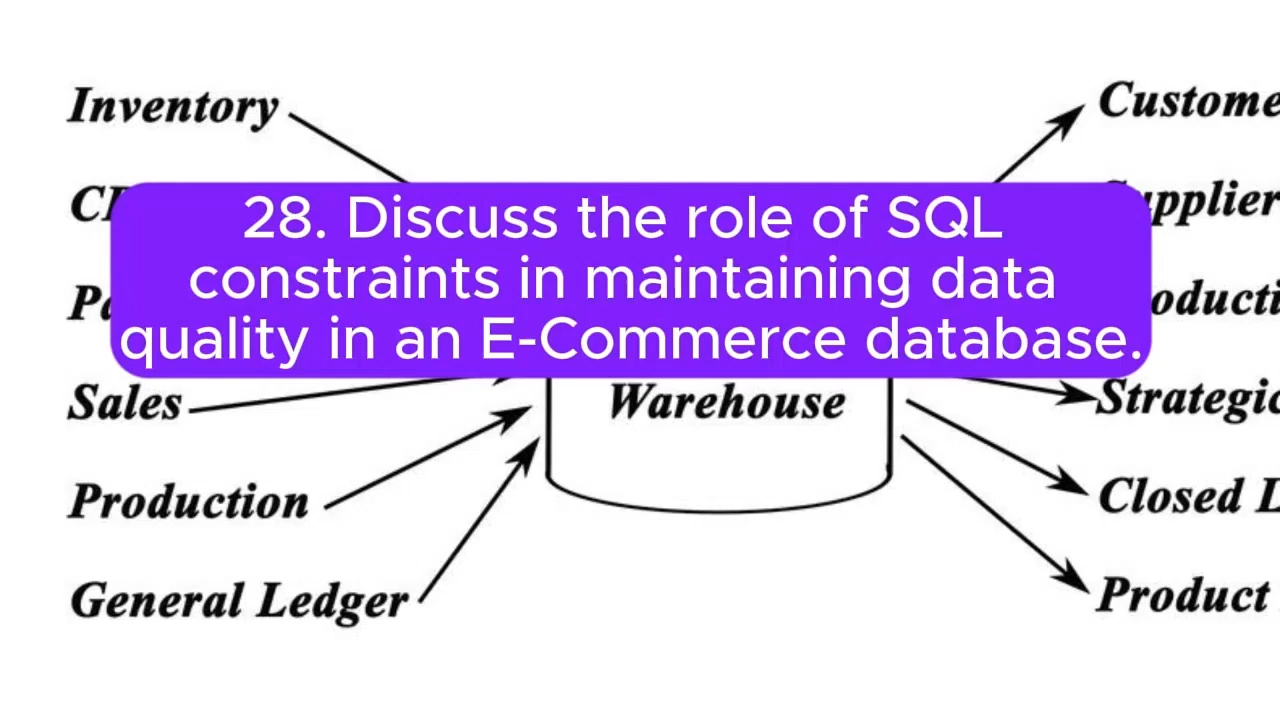 Inventory
Custome
28. Discuss the role of SQL
constraints in maintaining data
quality in an E-Commerce database.
Sales
Warehouse
Strategic
Production
Closed L
General Ledger
Product